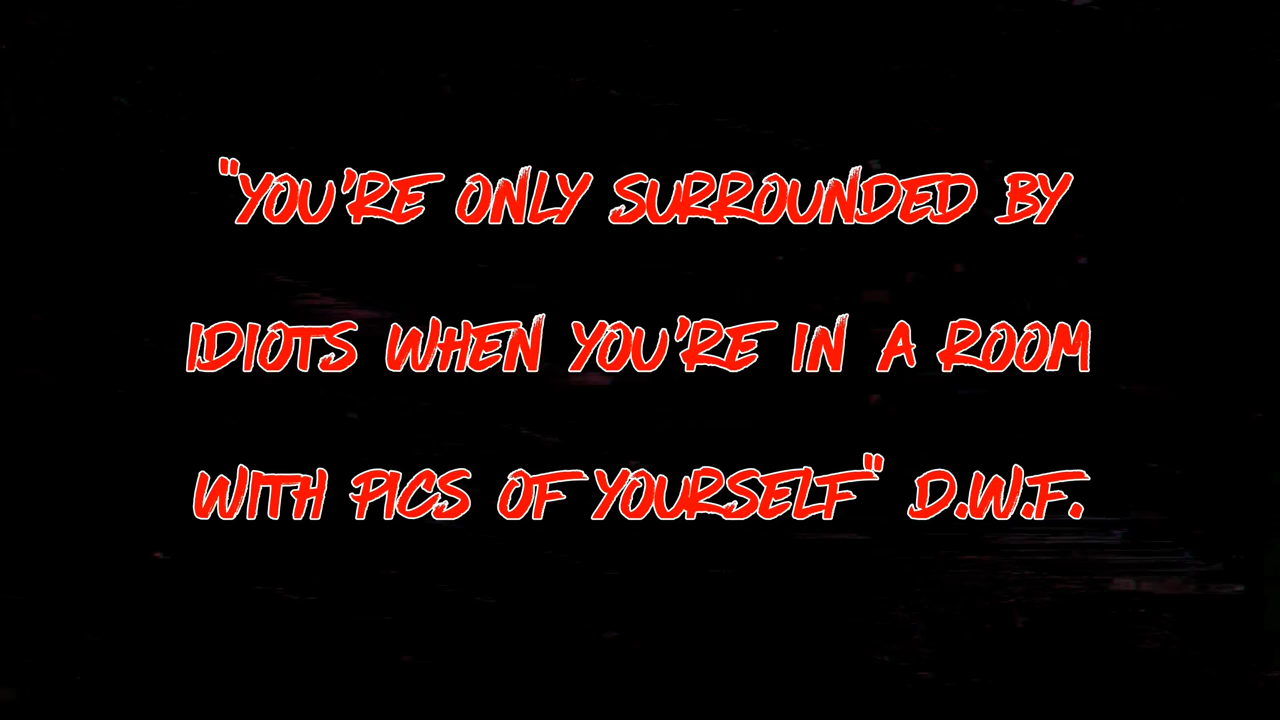 "YOU'RE ONLY SURROUNDED BY
IDIOTS WHEN YOU'RE IN A ROOM
WITH PICS OF YOURSELF" D.W.F.